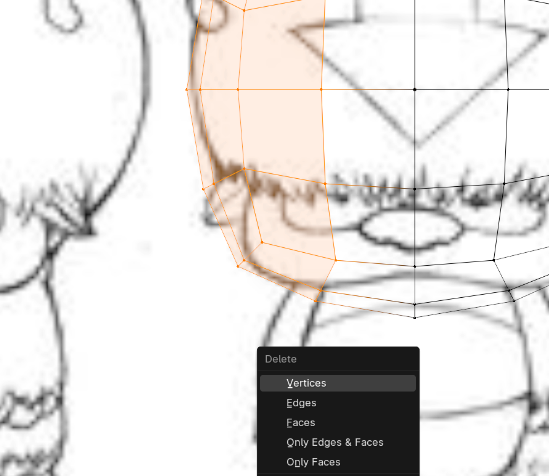 Delete
Vertices
Edges
Faces
Only Edges & Faces
Only Faces